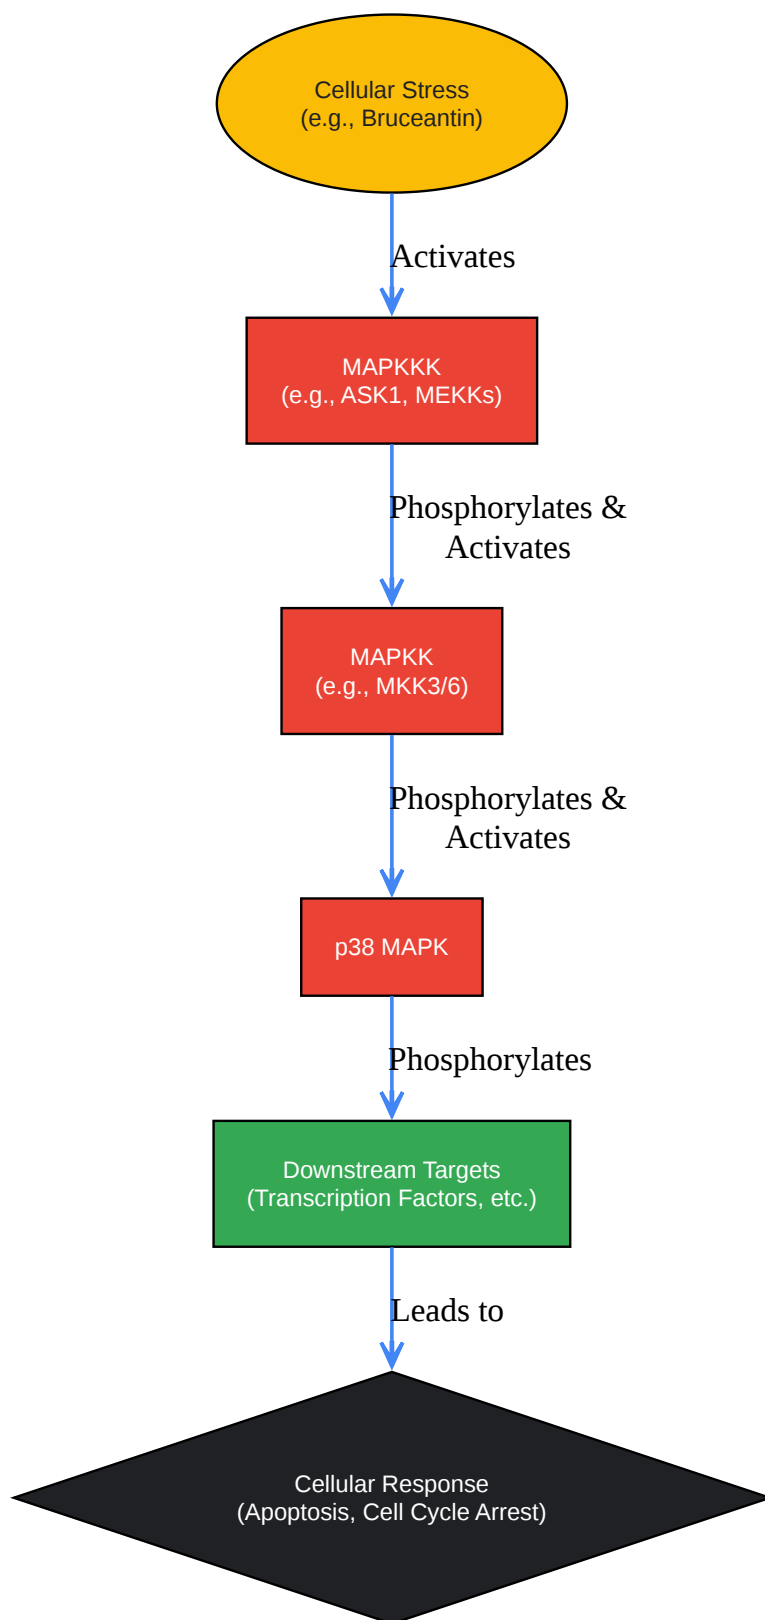 Cellular Stress
(e.g., Bruceantin)
Activates
MAPKKK
(e.g., ASK1, MEKKs)
Phosphorylates &
Activates
MAPKK
(e.g., MKK3/6)
Phosphorylates &
Activates
p38 MAPK
Phosphorylates
Downstream Targets
(Transcription Factors, etc.)
Leads to
Cellular Response
(Apoptosis, Cell Cycle Arrest)